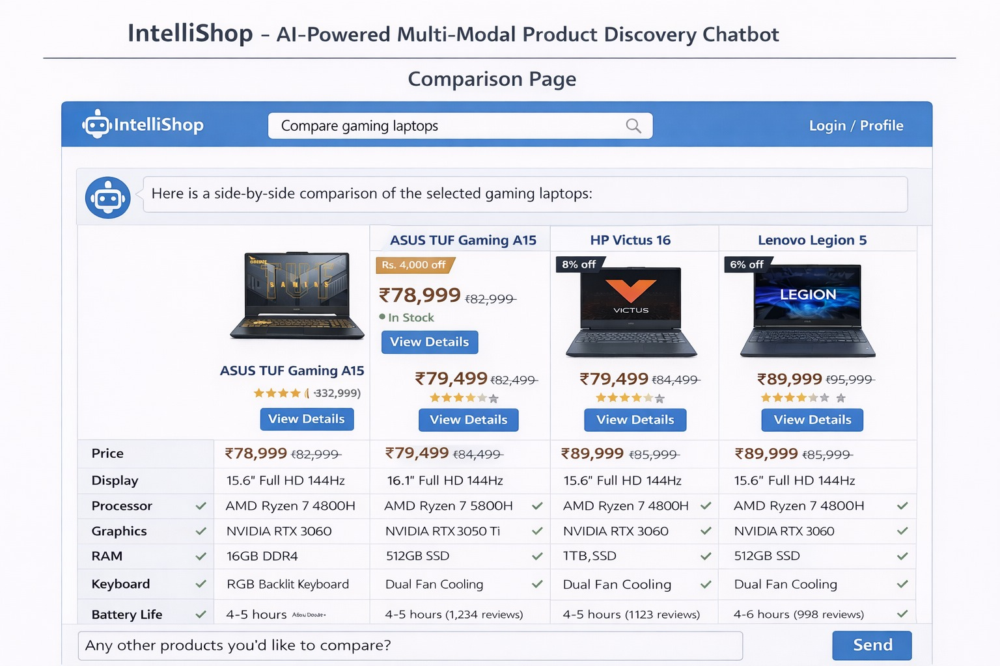 IntelliShop – AI-Powered Multi-Modal Product Discovery Chatbot
Comparison Page
IntelliShop
Compare gaming laptops
Login / Profile
Here is a side-by-side comparison of the selected gaming laptops:
ASUS TUF Gaming A15 HP Victus 16 Lenovo Legion 5
Rs. 4,000 off 8% off 6% off
TUF
GAMING
VICTUS
LEGION
₹78,999 ₹82,999
In Stock
View Details
ASUS TUF Gaming A15
332,999)
View Details
₹79,499 ₹82,499
View Details
₹79,499 ₹84,499
View Details
₹89,999 ₹95,999
View Details
Price ₹78,999 ₹82,999 ₹79,499 ₹84,499 ₹89,999 ₹85,999 ₹89,999 ₹85,999
Display 15.6" Full HD 144Hz 16.1" Full HD 144Hz 15.6" Full HD 144Hz 15.6" Full HD 144Hz
Processor AMD Ryzen 7 4800H AMD Ryzen 7 5800H AMD Ryzen 7 4800H AMD Ryzen 7 4800H
Graphics NVIDIA RTX 3060 NVIDIA RTX 3050 Ti NVIDIA RTX 3060 NVIDIA RTX 3060
RAM 16GB DDR4 512GB SSD 1TB,SSD 512GB SSD
Keyboard RGB Backlit Keyboard Dual Fan Cooling Dual Fan Cooling Dual Fan Cooling
Battery Life 4-5 hours 4-5 hours (1,234 reviews) 4-5 hours (1123 reviews) 4-6 hours (998 reviews)
Any other products you'd like to compare?
Send